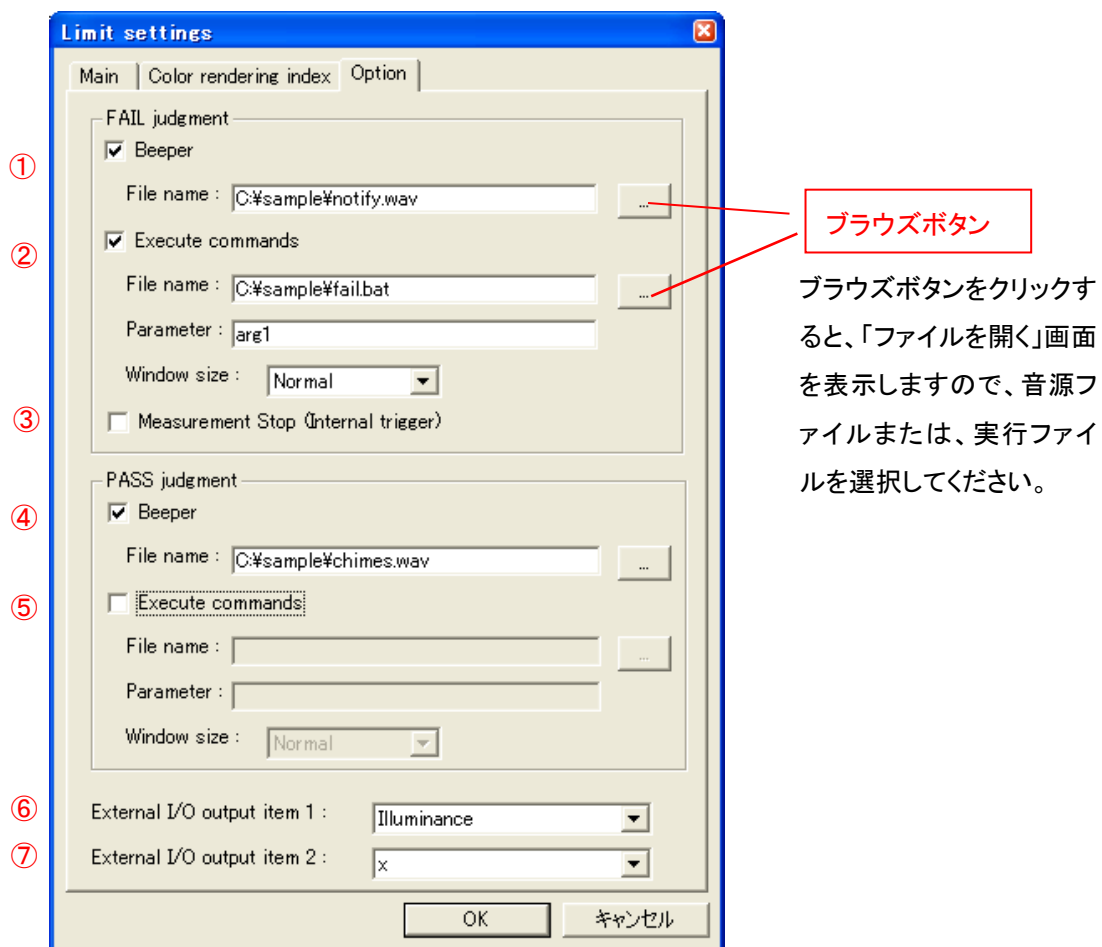 Limit settings
Main Color rendering index Option
FAIL judgment
① Beeper
File name : C:¥sample¥notify.wav ...
② Execute commands
File name : C:¥sample¥fail.bat ...
Parameter : arg1
Window size : Normal
③ Measurement Stop (Internal trigger)
PASS judgment
④ Beeper
File name : C:¥sample¥chimes.wav ...
⑤ Execute commands
File name : ...
Parameter :
Window size : Normal
⑥ External I/O output item 1 : Illuminance
⑦ External I/O output item 2 : x
OK キャンセル
ブラウズボタン
ブラウズボタンをクリックす
ると、「ファイルを開く」画面
を表示しますので、音源フ
ァイルまたは、実行ファイ
ルを選択してください。